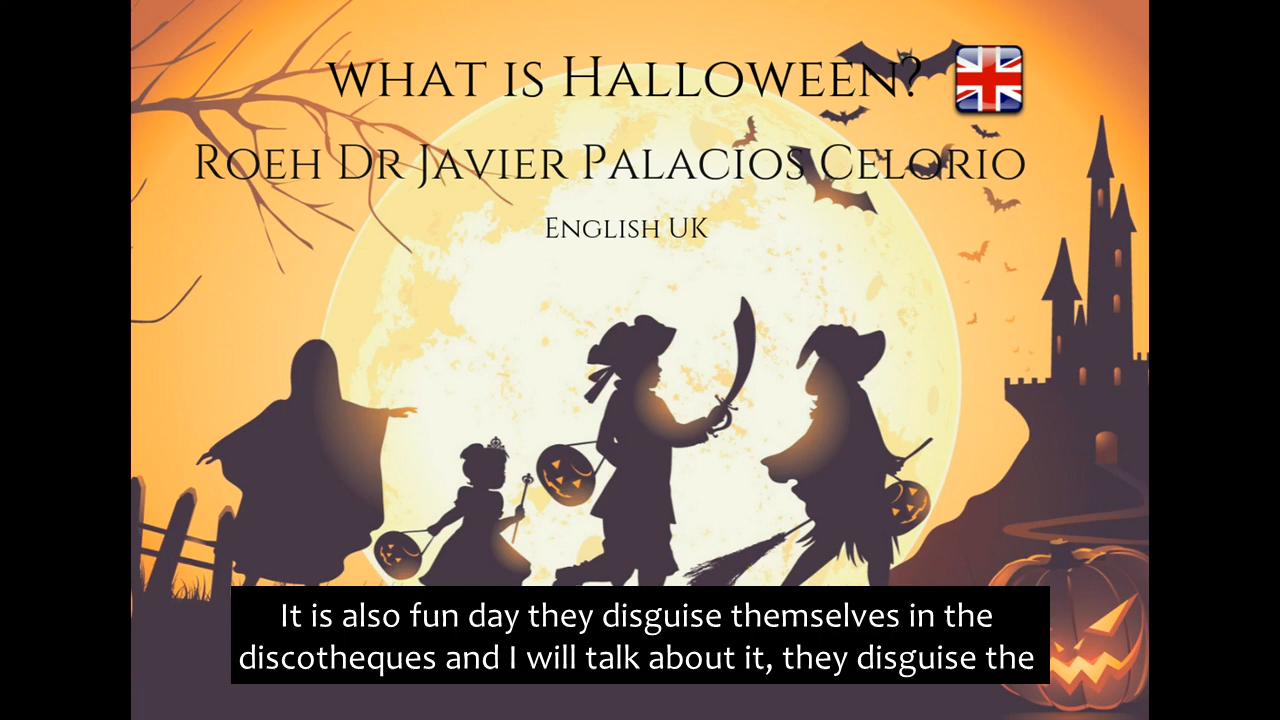 WHAT IS HALLOWEEN?
ROEH DR JAVIER PALACIOS CELORIO
ENGLISH UK
It is also fun day they disguise themselves in the
discotheques and I will talk about it, they disguise the